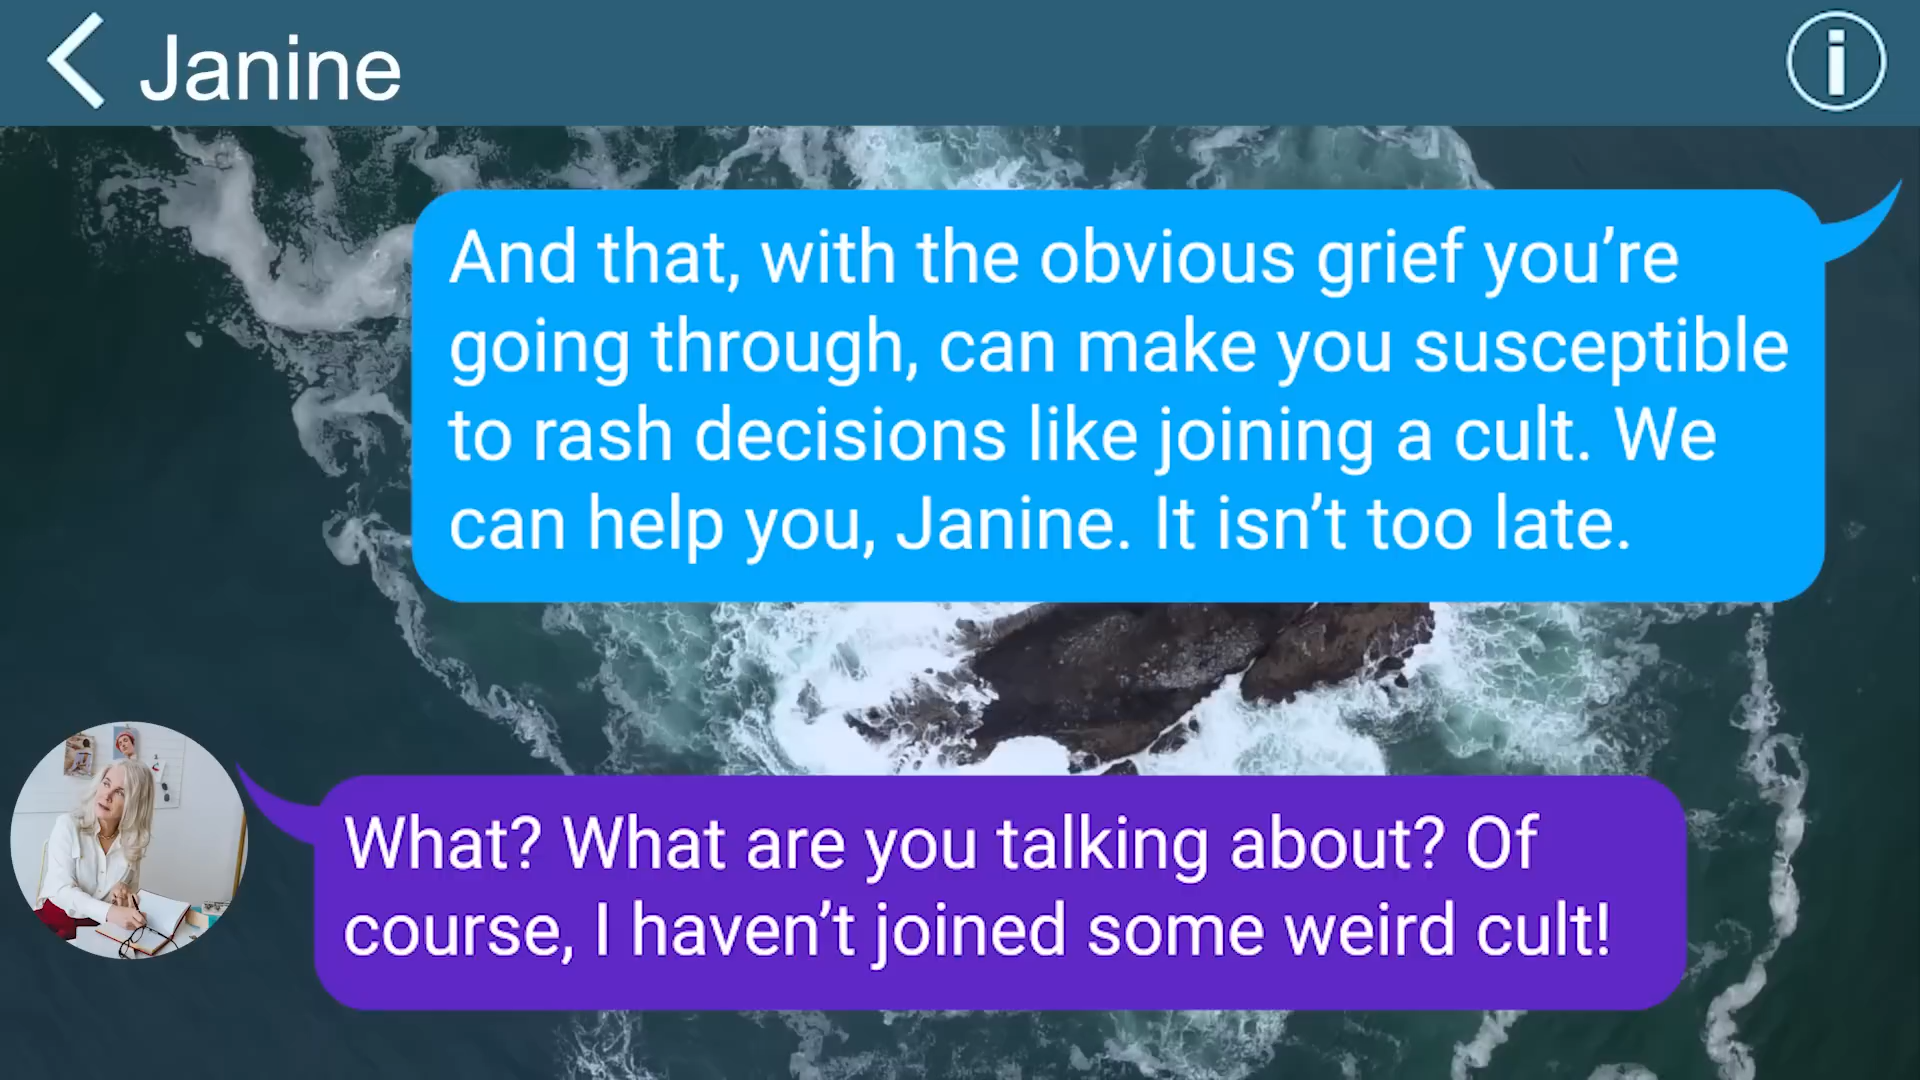 Janine
And that, with the obvious grief you’re
going through, can make you susceptible
to rash decisions like joining a cult. We
can help you, Janine. It isn’t too late.
What? What are you talking about? Of
course, I haven’t joined some weird cult!